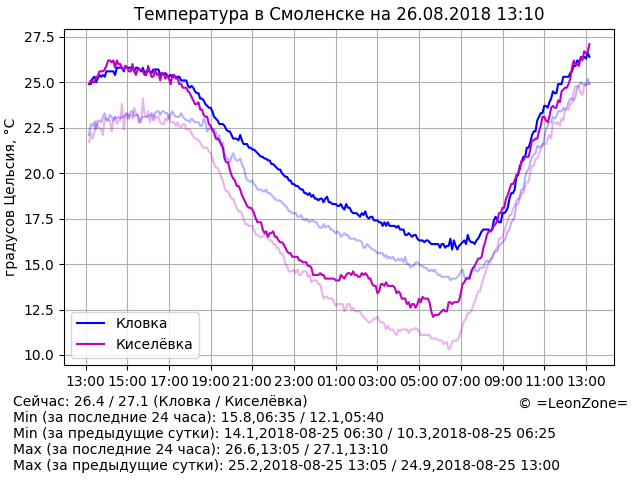 Температура в Смоленске на 26.08.2018 13:10
27.5
25.0
22.5
20.0
17.5
15.0
12.5
10.0
градусов Цельсия, °C
Кловка
Киселёвка
13:00 15:00 17:00 19:00 21:00 23:00 01:00 03:00 05:00 07:00 09:00 11:00 13:00
Сейчас: 26.4 / 27.1 (Кловка / Киселёвка)
© =LeonZone=
Min (за последние 24 часа): 15.8,06:35 / 12.1,05:40
Min (за предыдущие сутки): 14.1,2018-08-25 06:30 / 10.3,2018-08-25 06:25
Max (за последние 24 часа): 26.6,13:05 / 27.1,13:10
Max (за предыдущие сутки): 25.2,2018-08-25 13:05 / 24.9,2018-08-25 13:00